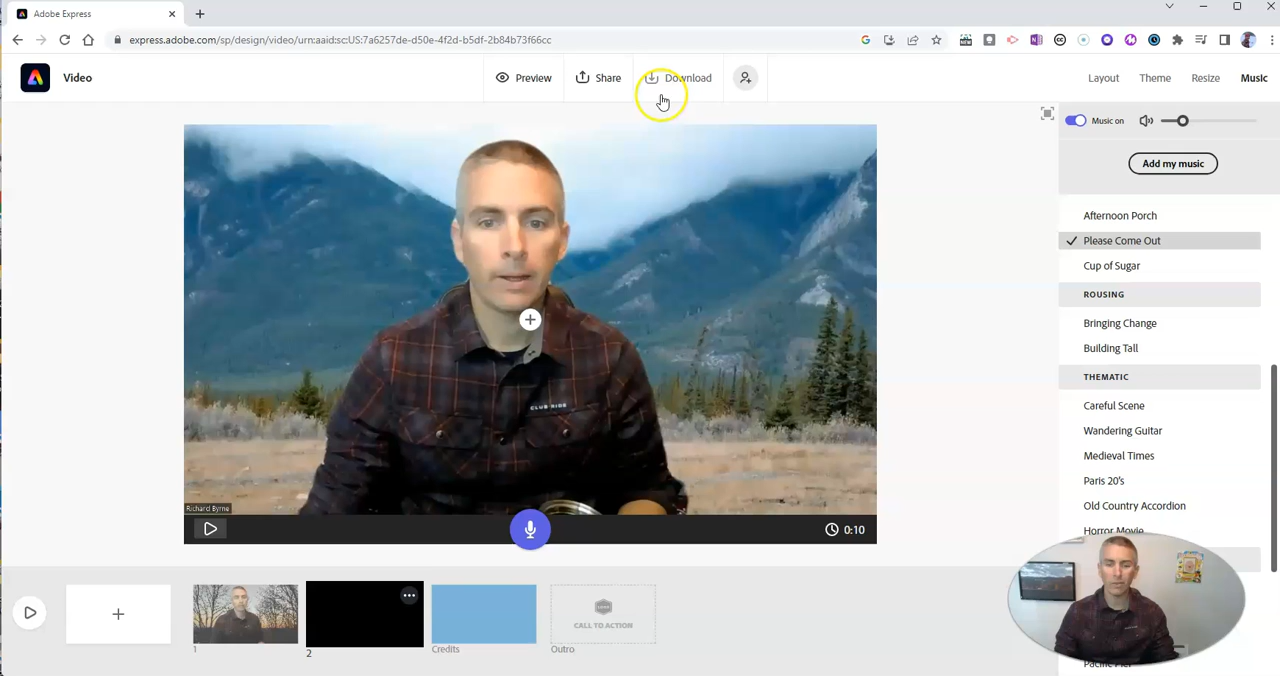 Adobe Express
express.adobe.com/sp/design/video/urn:aaid:sc:US:7a6257de-d50e-4f2d-b5df-2b84b73f66cc
Video
Preview
Share
Download
Layout
Theme
Resize
Music
Music on
Add my music
Afternoon Porch
Please Come Out
Cup of Sugar
ROUSING
Bringing Change
Building Tall
THEMATIC
Careful Scene
Wandering Guitar
Medieval Times
Paris 20's
Old Country Accordion
Horror Movie
CLUB RIDE
Richard Byrne
0:10
LOGO
CALL TO ACTION
1
2
Credits
Outro